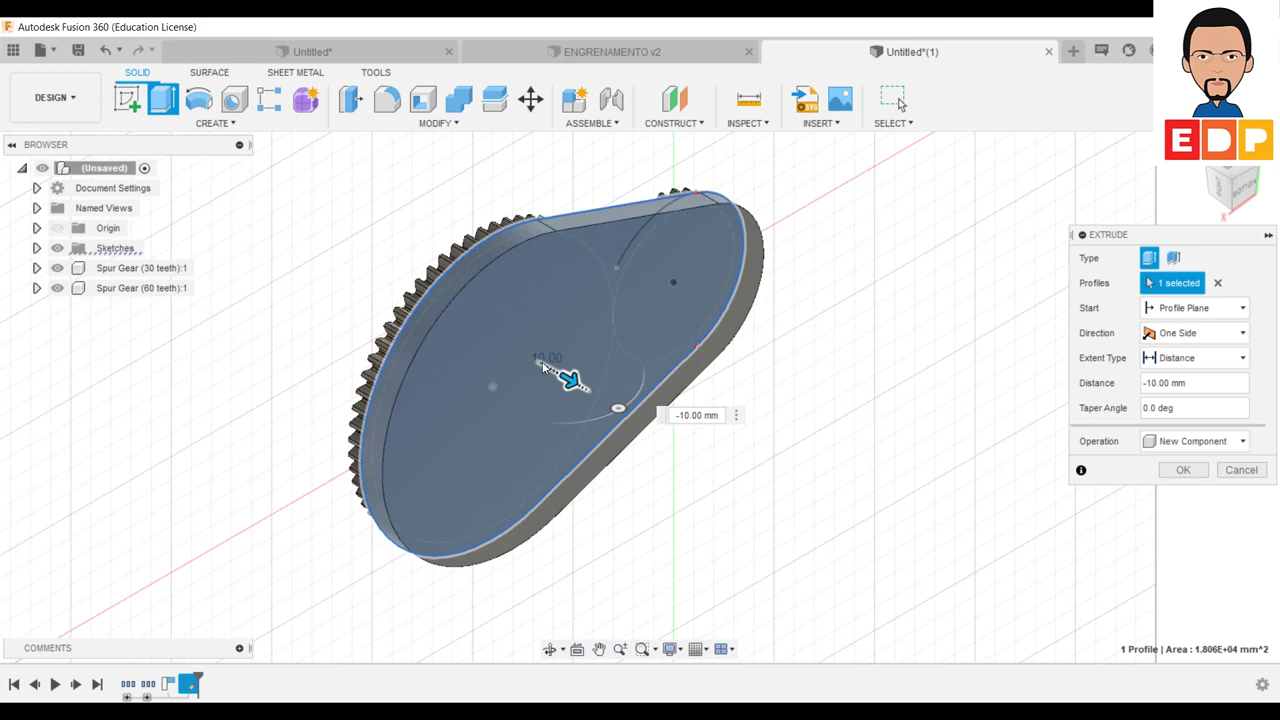 Autodesk Fusion 360 (Education License)
Untitled*
ENGRENAMENTO v2
Untitled*(1)
SOLID SURFACE SHEET METAL TOOLS
DESIGN
CREATE
MODIFY
ASSEMBLE
CONSTRUCT
INSPECT
INSERT
SELECT
EDP
BROWSER
(Unsaved)
Document Settings
Named Views
Origin
Sketches
Spur Gear (30 teeth):1
Spur Gear (60 teeth):1
10.00
-10.00 mm
BOTTOM
X
EXTRUDE
Type
Profiles 1 selected
Start Profile Plane
Direction One Side
Extent Type Distance
Distance -10.00 mm
Taper Angle 0.0 deg
Operation New Component
OK Cancel
COMMENTS
1 Profile | Area : 1.806E+04 mm^2